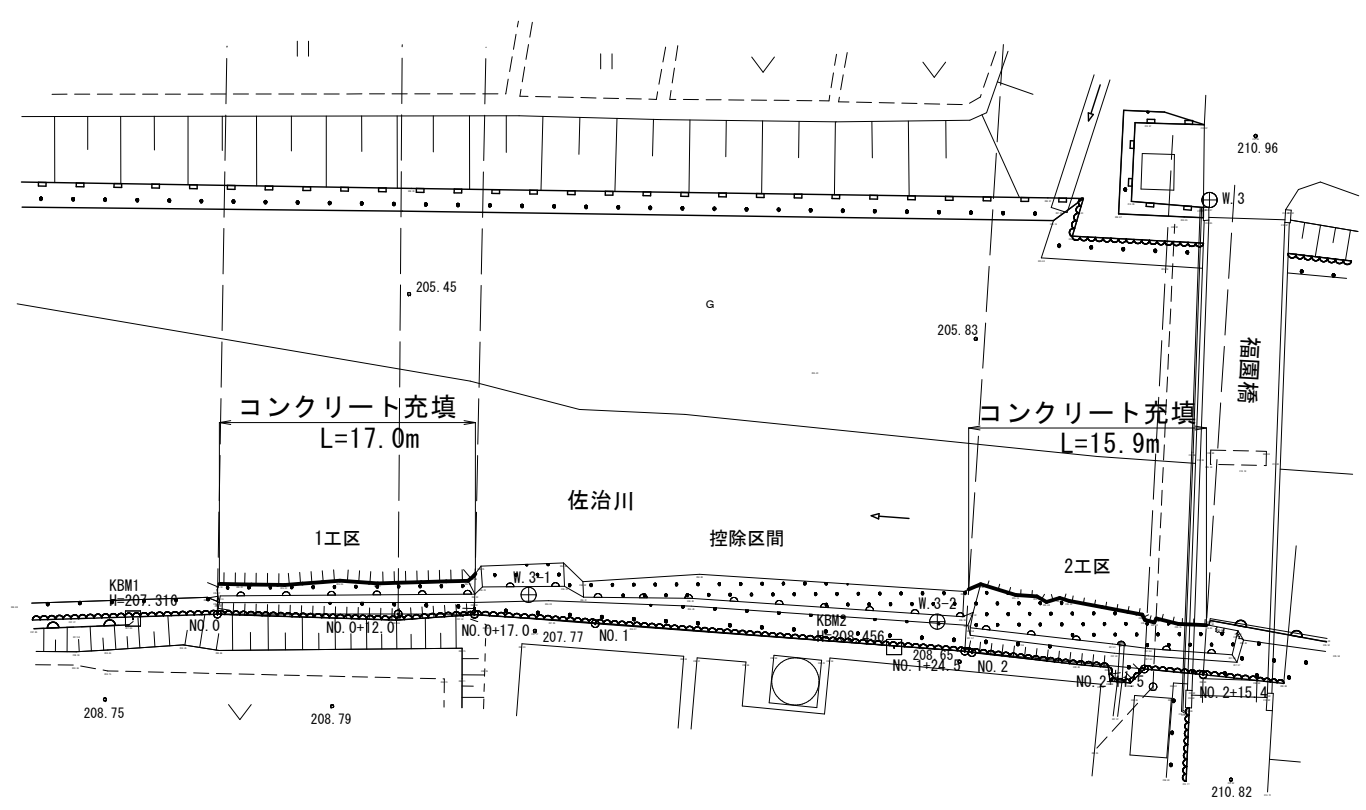 210.96
W.3
205.45
G
205.83
福園橋
コンクリート充填
L=17.0m
コンクリート充填
L=15.9m
佐治川
1工区
控除区間
2工区
KBM1
H=207.310
W.3-1
W.3-2
KBM2
H=208.456
NO.0
NO.0+12.0
NO.0+17.0
207.77
NO.1
208.65
NO.1+24.5
NO.2
NO.2+15.4
208.75
208.79
210.82